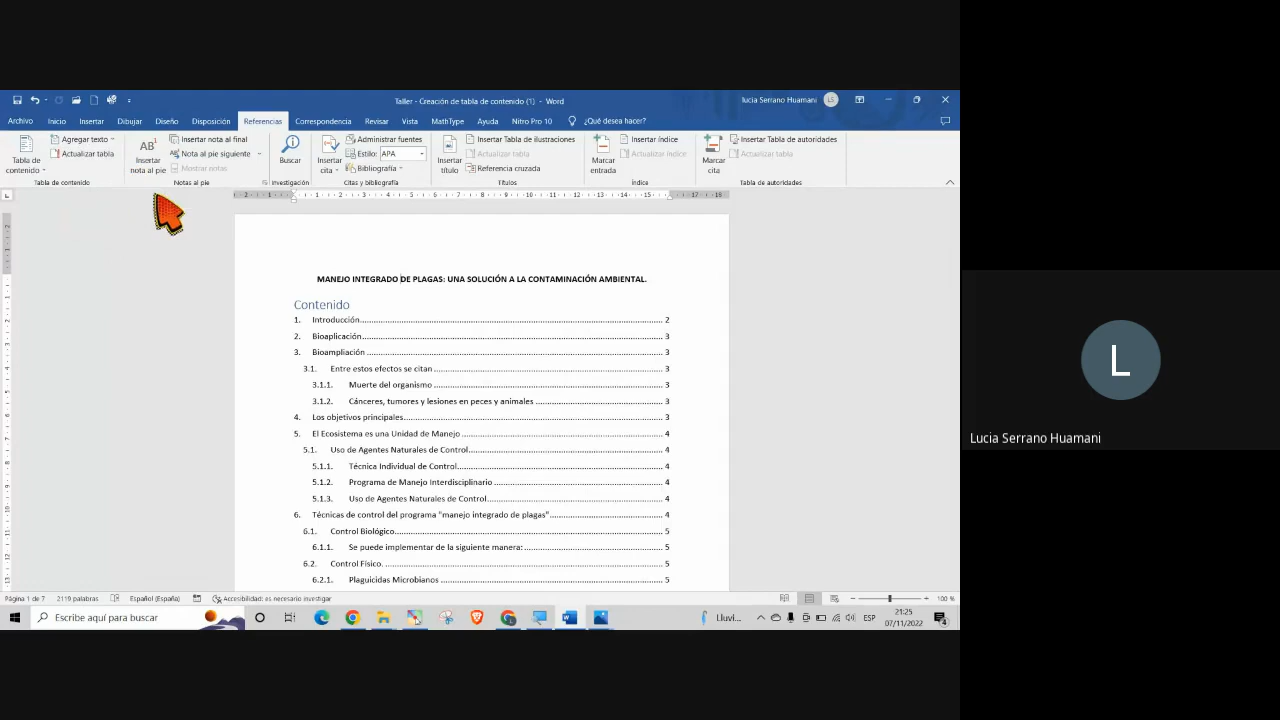 Taller - Creación de tabla de contenido (1) - Word
lucia Serrano Huamani LS
Archivo Inicio Insertar Dibujar Diseño Disposición Referencias Correspondencia Revisar Vista MathType Ayuda Nitro Pro 10 ¿Qué desea hacer?
Tabla de contenido
Agregar texto
Actualizar tabla
Tabla de contenido
AB1
Insertar nota al pie
Insertar nota al final
Nota al pie siguiente
Mostrar notas
Notas al pie
Buscar
Investigación
Insertar cita
Administrar fuentes
Estilo: APA
Bibliografía
Citas y bibliografía
Insertar título
Insertar Tabla de ilustraciones
Actualizar tabla
Referencia cruzada
Títulos
Marcar entrada
Insertar índice
Actualizar índice
Índice
Marcar cita
Insertar Tabla de autoridades
Actualizar tabla
Tabla de autoridades
MANEJO INTEGRADO DE PLAGAS: UNA SOLUCIÓN A LA CONTAMINACIÓN AMBIENTAL.
Contenido
1. Introducción 2
2. Bioaplicación 3
3. Bioampliación 3
3.1. Entre estos efectos se citan 3
3.1.1. Muerte del organismo 3
3.1.2. Cánceres, tumores y lesiones en peces y animales 3
4. Los objetivos principales 3
5. El Ecosistema es una Unidad de Manejo 4
5.1. Uso de Agentes Naturales de Control 4
5.1.1. Técnica Individual de Control 4
5.1.2. Programa de Manejo Interdisciplinario 4
5.1.3. Uso de Agentes Naturales de Control 4
6. Técnicas de control del programa "manejo integrado de plagas" 4
6.1. Control Biológico 5
6.1.1. Se puede implementar de la siguiente manera: 5
6.2. Control Físico. 5
6.2.1. Plaguicidas Microbianos 5
Página 1 de 7 2119 palabras Español (España) Accesibilidad: es necesario investigar 100 %
Escribe aquí para buscar
Lluvi... ESP 21:25
07/11/2022 4
L
Lucia Serrano Huamani